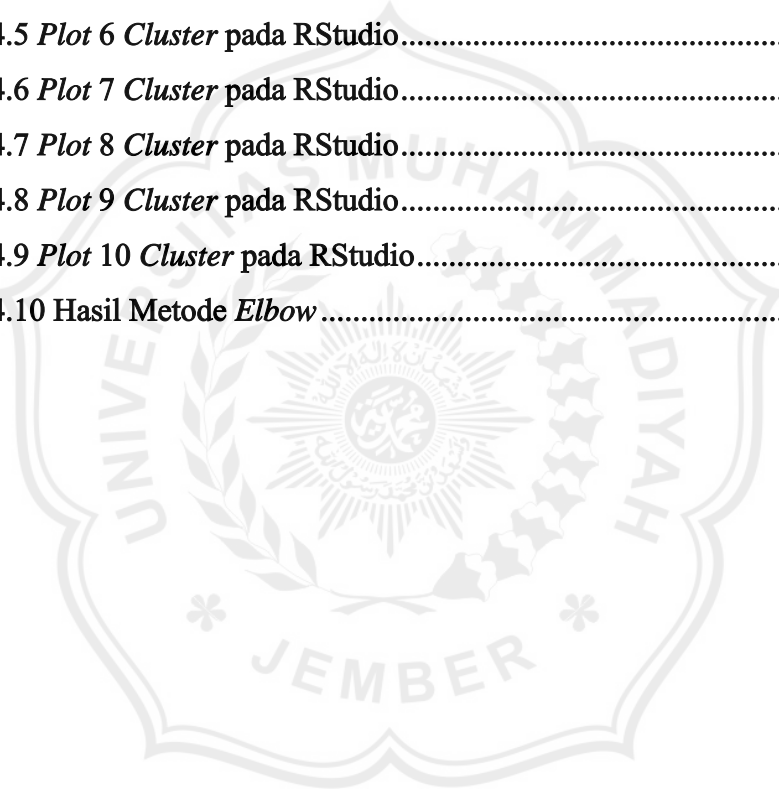 4.5 Plot 6 Cluster pada RStudio
4.6 Plot 7 Cluster pada RStudio
4.7 Plot 8 Cluster pada RStudio
4.8 Plot 9 Cluster pada RStudio
4.9 Plot 10 Cluster pada RStudio
4.10 Hasil Metode Elbow
UNIVERSITAS MUHAMMADIYAH
JEMBER